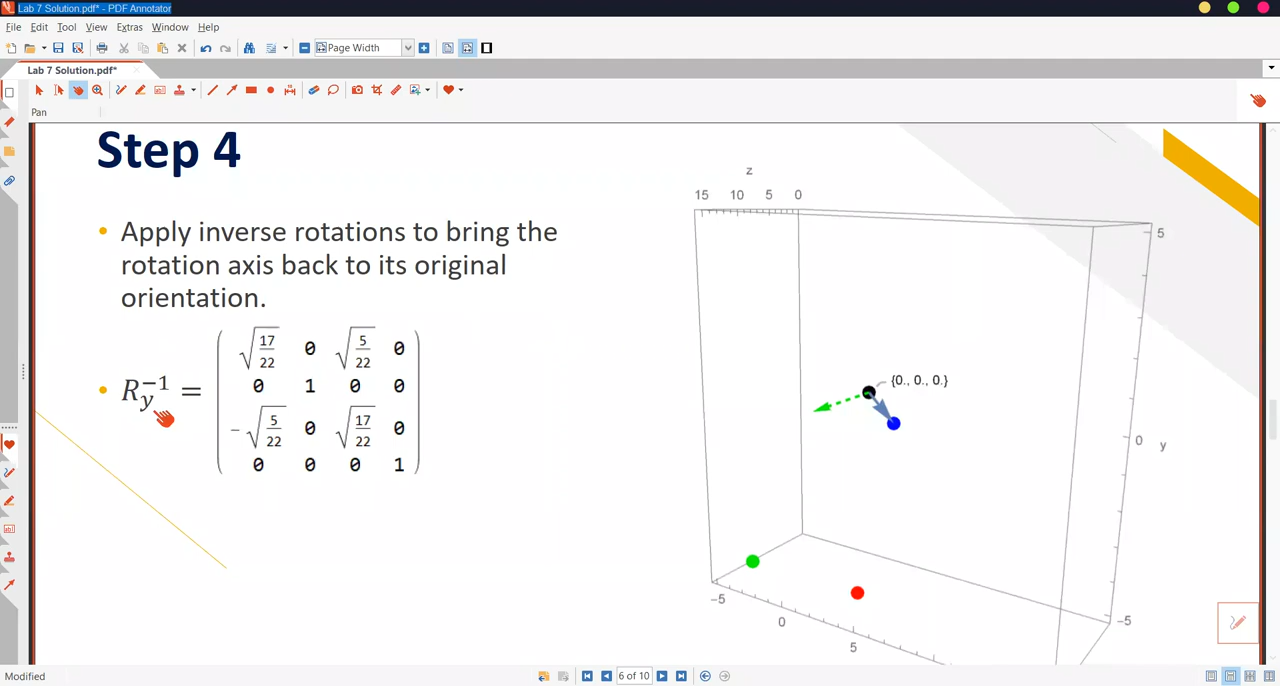 Lab 7 Solution.pdf* - PDF Annotator
File Edit Tool View Extras Window Help
Page Width
Lab 7 Solution.pdf*
Pan
Step 4
• Apply inverse rotations to bring the
rotation axis back to its original
orientation.
• R_y^{-1} =
√17/22 0 √5/22 0
0 1 0 0
-√5/22 0 √17/22 0
0 0 0 1
z
15 10 5 0
5
{0., 0., 0.}
0 y
-5
-5
0
5
Modified
6 of 10